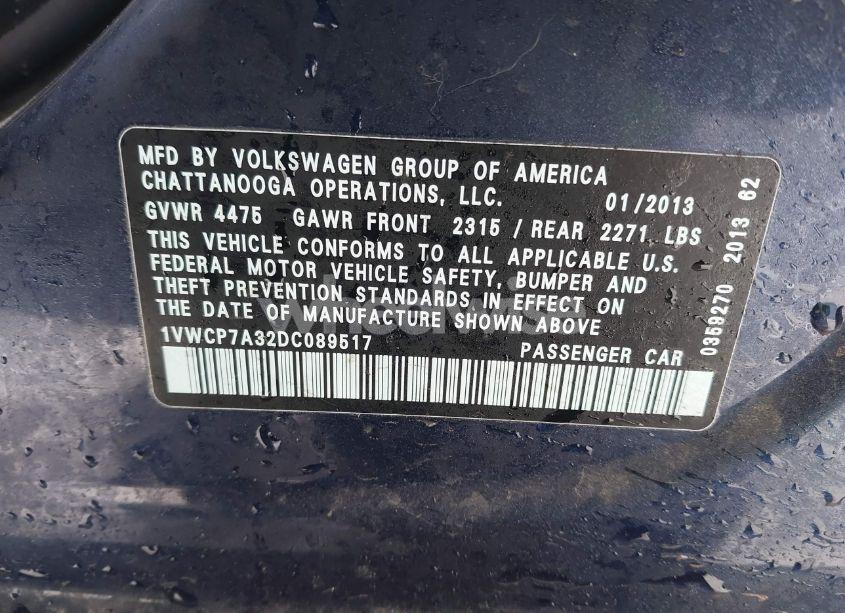 MFD BY VOLKSWAGEN GROUP OF AMERICA
CHATTANOOGA OPERATIONS, LLC. 01/2013
GVWR 4475 GAWR FRONT 2315 / REAR 2271 LBS
THIS VEHICLE CONFORMS TO ALL APPLICABLE U.S.
FEDERAL MOTOR VEHICLE SAFETY, BUMPER AND
THEFT PREVENTION STANDARDS IN EFFECT ON
THE DATE OF MANUFACTURE SHOWN ABOVE
1VWCP7A32DC089517 PASSENGER CAR
0359270 2013 62